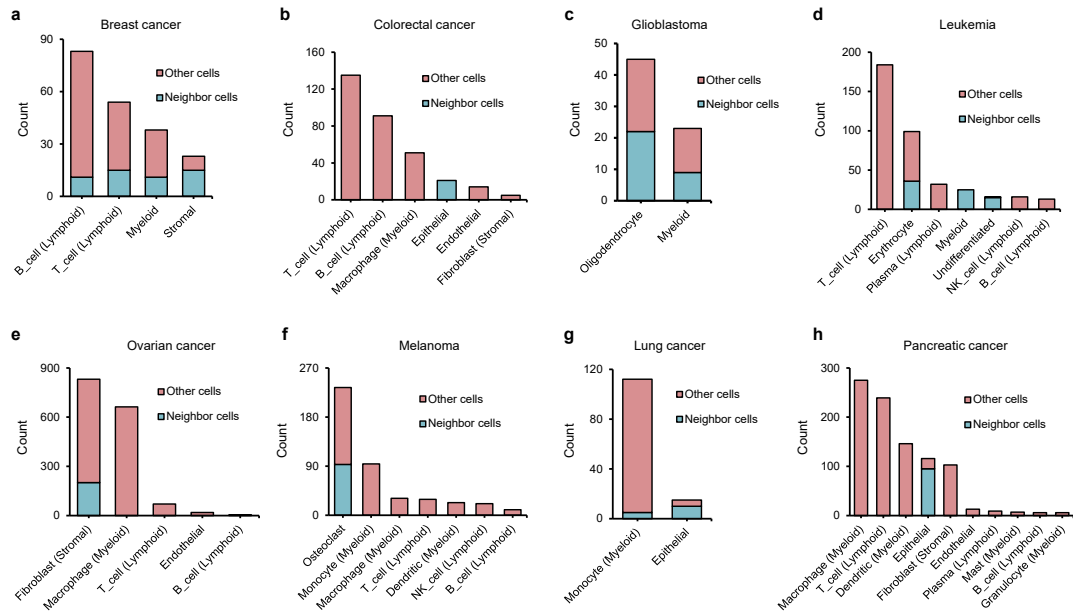 a
Breast cancer
90
60
30
0
Count
Other cells
Neighbor cells
B_cell (Lymphoid)
T_cell (Lymphoid)
Myeloid
Stromal
b
Colorectal cancer
160
120
80
40
0
Count
Other cells
Neighbor cells
T_cell (Lymphoid)
B_cell (Lymphoid)
Macrophage (Myeloid)
Epithelial
Endothelial
Fibroblast (Stromal)
c
Glioblastoma
50
40
30
20
10
0
Count
Other cells
Neighbor cells
Oligodendrocyte
Myeloid
d
Leukemia
200
150
100
50
0
Count
Other cells
Neighbor cells
T_cell (Lymphoid)
Erythrocyte
Plasma (Lymphoid)
Myeloid
Undifferentiated
NK_cell (Lymphoid)
B_cell (Lymphoid)
e
Ovarian cancer
900
600
300
0
Count
Other cells
Neighbor cells
Fibroblast (Stromal)
Macrophage (Myeloid)
T_cell (Lymphoid)
Endothelial
B_cell (Lymphoid)
f
Melanoma
270
180
90
0
Count
Other cells
Neighbor cells
Osteoclast
Monocyte (Myeloid)
Macrophage (Myeloid)
T_cell (Lymphoid)
Dendritic (Myeloid)
NK_cell (Lymphoid)
B_cell (Lymphoid)
g
Lung cancer
120
80
40
0
Count
Other cells
Neighbor cells
Monocyte (Myeloid)
Epithelial
h
Pancreatic cancer
300
200
100
0
Count
Other cells
Neighbor cells
Macrophage (Myeloid)
T_cell (Lymphoid)
Dendritic (Myeloid)
Epithelial
Fibroblast (Stromal)
Endothelial
Plasma (Lymphoid)
Mast (Myeloid)
B_cell (Lymphoid)
Granulocyte (Myeloid)